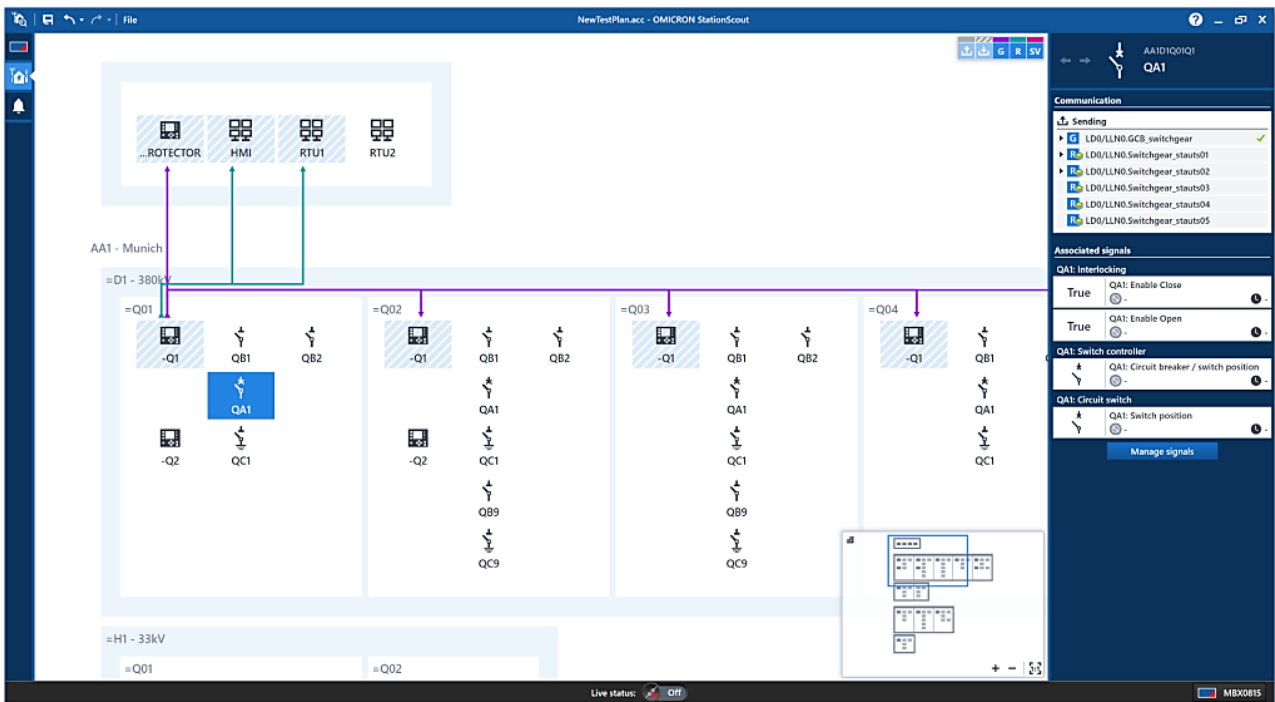 File
NewTestPlan.acc - OMICRON StationScout
G R SV
AA1D1Q01Q1
QA1
Communication
Sending
G LD0/LLN0.GCB_switchgear
R LD0/LLN0.Switchgear_stauts01
R LD0/LLN0.Switchgear_stauts02
R LD0/LLN0.Switchgear_stauts03
R LD0/LLN0.Switchgear_stauts04
R LD0/LLN0.Switchgear_stauts05
Associated signals
QA1: Interlocking
True QA1: Enable Close
- -
True QA1: Enable Open
- -
QA1: Switch controller
QA1: Circuit breaker / switch position
- -
QA1: Circuit switch
QA1: Switch position
- -
Manage signals
...ROTECTOR HMI RTU1 RTU2
AA1 - Munich
=D1 - 380kV
=Q01 =Q02 =Q03 =Q04
-Q1 QB1 QB2 -Q1 QB1 QB2 -Q1 QB1 QB2 -Q1 QB1
QA1 QA1 QA1 QA1
-Q2 QC1 -Q2 QC1 QC1 QC1
QB9 QB9
QC9 QC9
=H1 - 33kV
=Q01 =Q02
Live status: Off
MBX0815